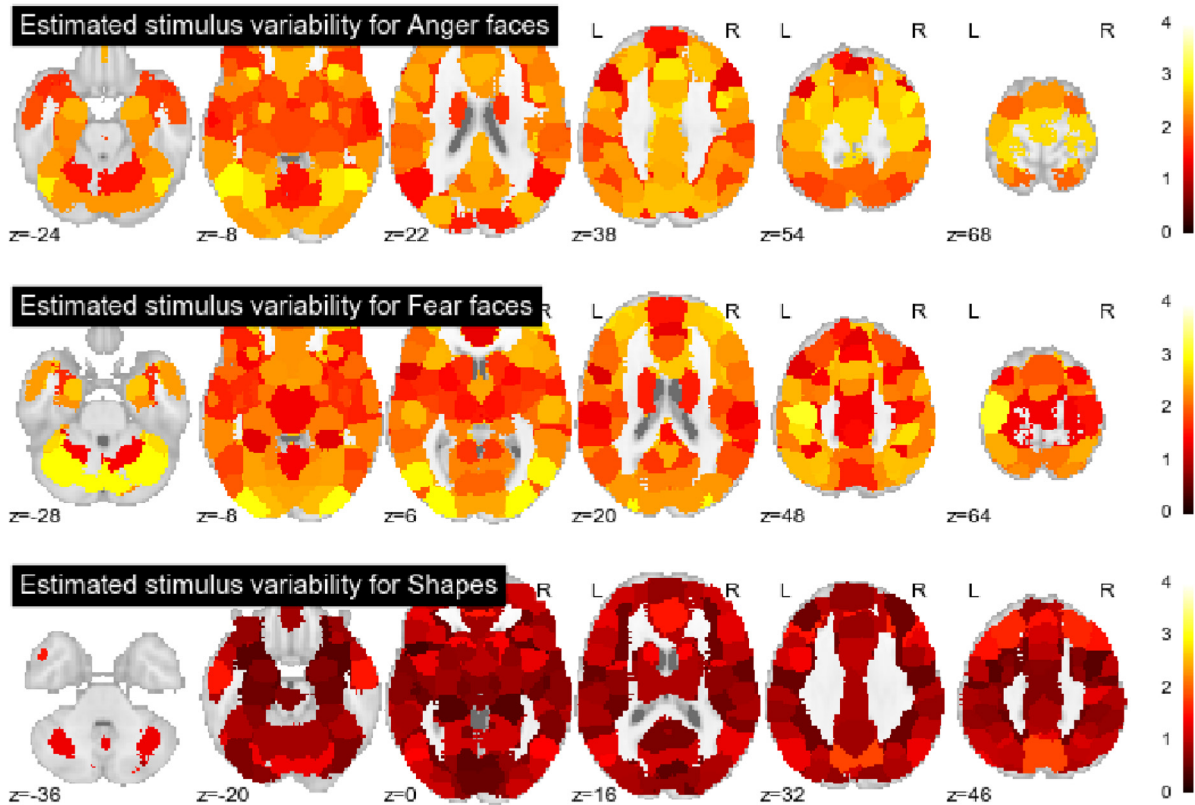 Estimated stimulus variability for Anger faces
L R L R L R
4
3
2
1
0
z=-24 z=-8 z=22 z=38 z=54 z=68
Estimated stimulus variability for Fear faces
L R L R L R
4
3
2
1
0
z=-28 z=-8 z=6 z=20 z=48 z=64
Estimated stimulus variability for Shapes
R L R L R L R
4
3
2
1
0
z=-36 z=-20 z=0 z=16 z=32 z=46